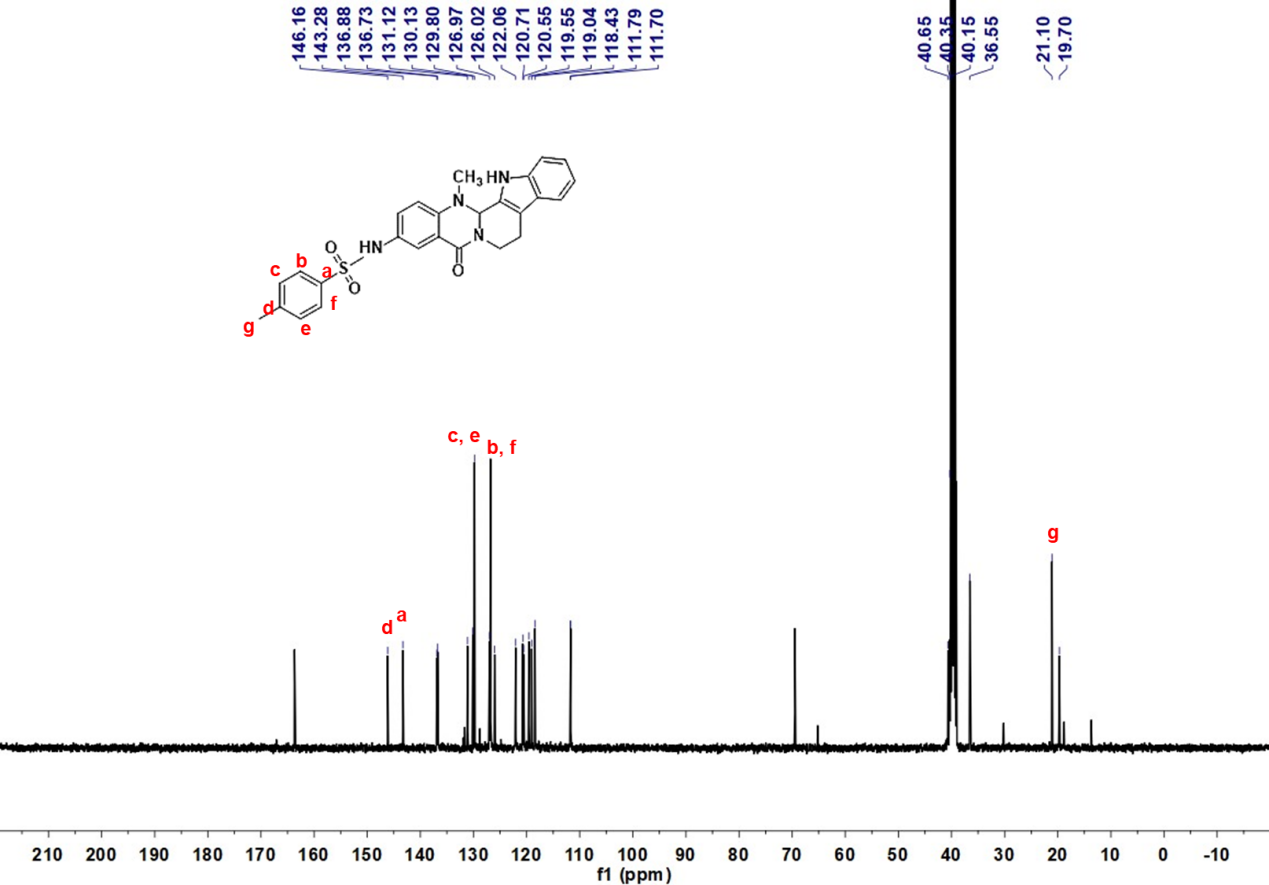 146.16
143.28
136.88
136.73
131.12
130.13
129.80
126.97
126.02
122.06
120.71
120.55
119.55
119.04
118.43
111.79
111.70
40.65
40.35
40.15
36.55
21.10
19.70
CH3 HN
N
N
O
HN
O
S
O
b
c
a
d
f
g
e
c, e
b, f
g
d
a
210 200 190 180 170 160 150 140 130 120 110 100 90 80 70 60 50 40 30 20 10 0 -10
f1 (ppm)